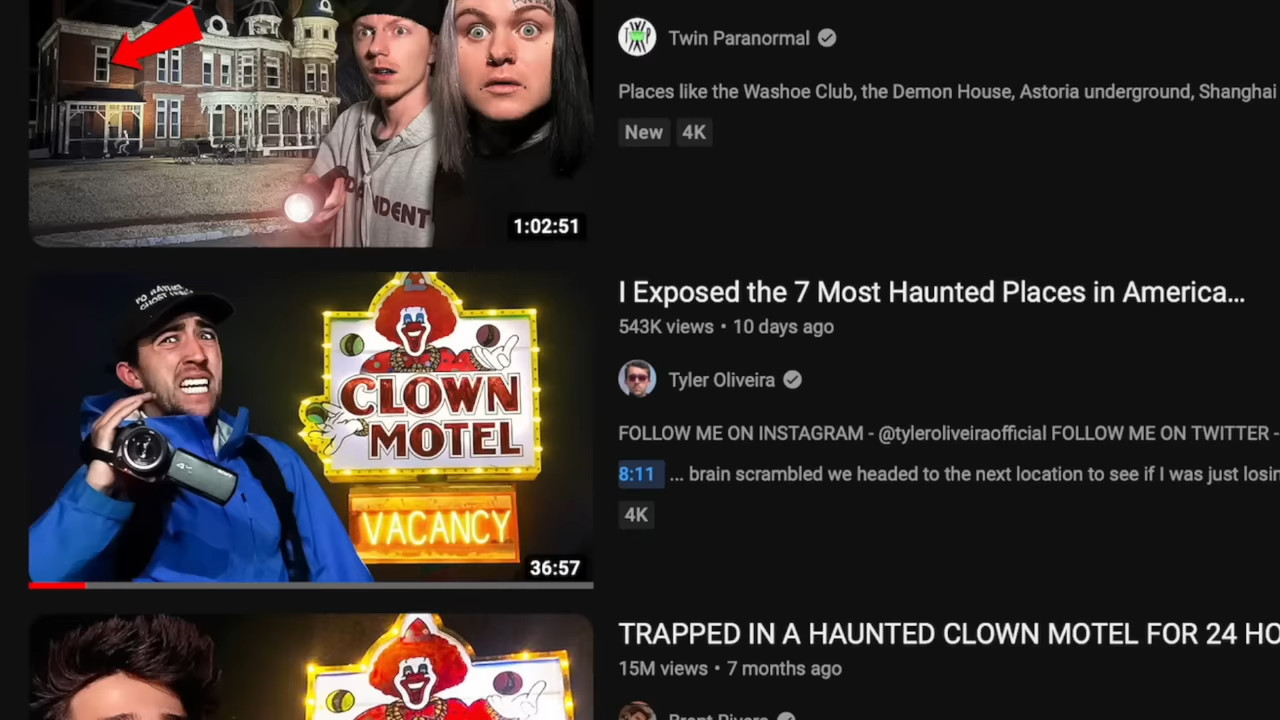 Twin Paranormal
Places like the Washoe Club, the Demon House, Astoria underground, Shanghai
New 4K
NDENT
1:02:51
I Exposed the 7 Most Haunted Places in America...
543K views • 10 days ago
Tyler Oliveira
FOLLOW ME ON INSTAGRAM - @tyleroliveiraofficial FOLLOW ME ON TWITTER -
8:11 ... brain scrambled we headed to the next location to see if I was just losin
4K
I'D RATHER
CLOWN
MOTEL
VACANCY
36:57
TRAPPED IN A HAUNTED CLOWN MOTEL FOR 24 HO
15M views • 7 months ago
Brent Rivera